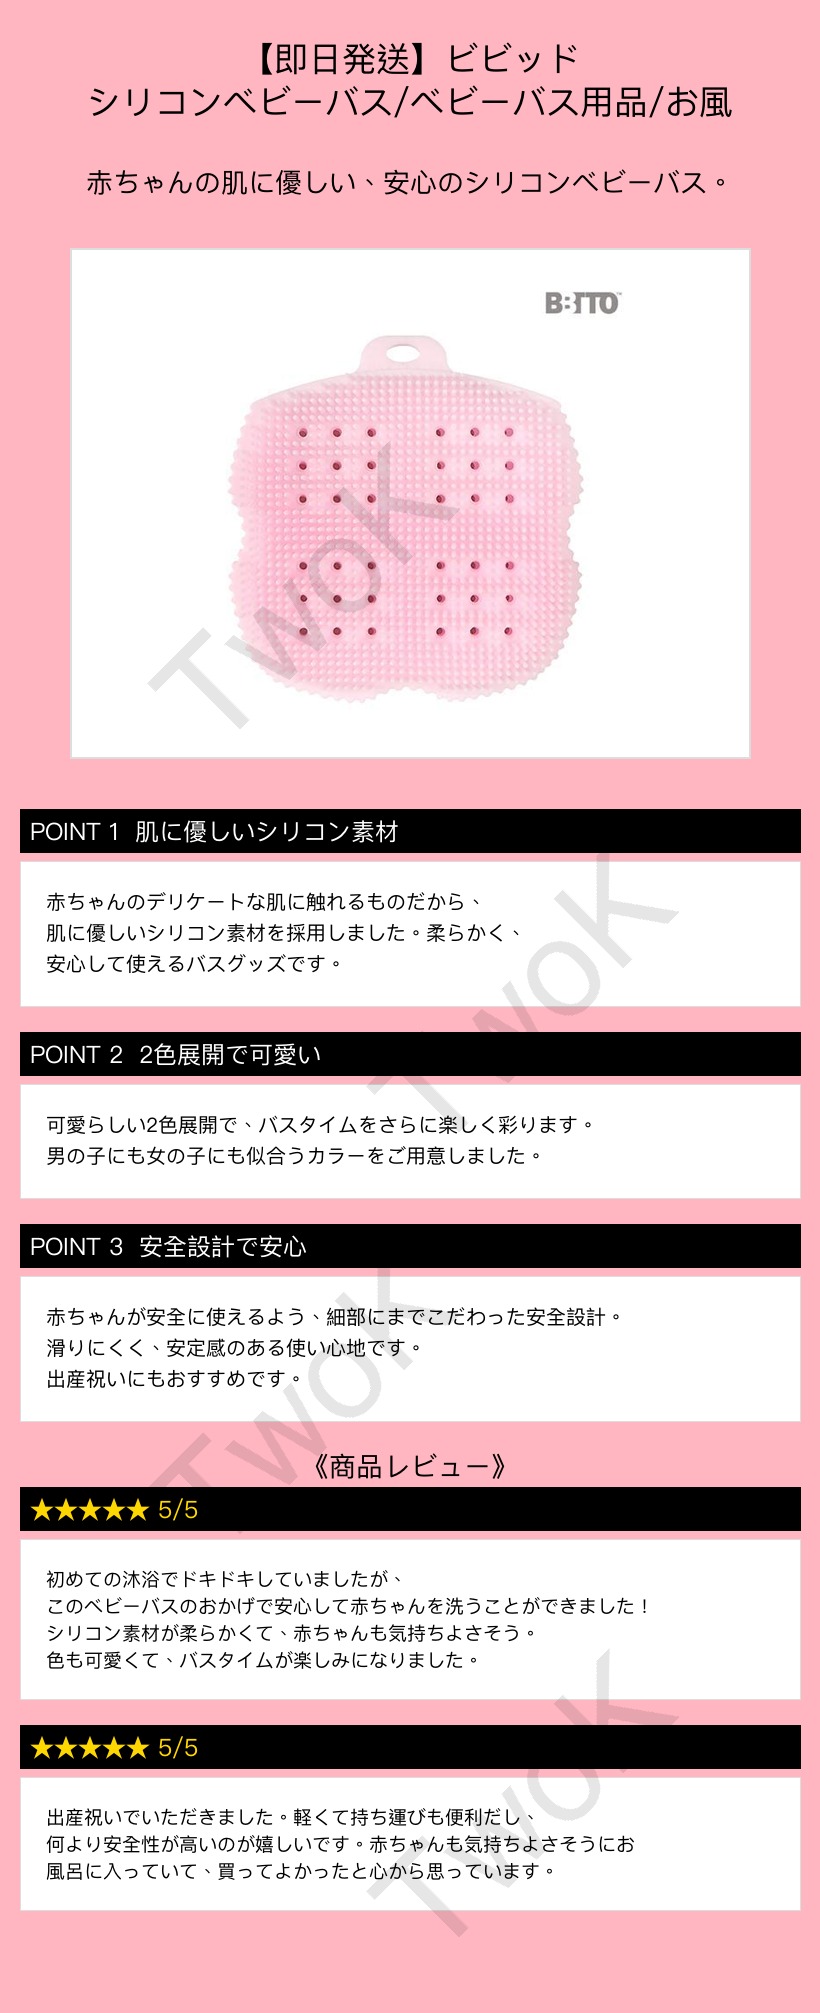 【即日発送】ビビッド
シリコンベビーバス/ベビーバス用品/お風
赤ちゃんの肌に優しい、安心のシリコンベビーバス。
BBITO™
TwoK
POINT 1 肌に優しいシリコン素材
赤ちゃんのデリケートな肌に触れるものだから、
肌に優しいシリコン素材を採用しました。柔らかく、
安心して使えるバスグッズです。
TwoK
POINT 2 2色展開で可愛い
可愛らしい2色展開で、バスタイムをさらに楽しく彩ります。
男の子にも女の子にも似合うカラーをご用意しました。
POINT 3 安全設計で安心
赤ちゃんが安全に使えるよう、細部にまでこだわった安全設計。
滑りにくく、安定感のある使い心地です。
出産祝いにもおすすめです。
TwoK
《商品レビュー》
★★★★★ 5/5
初めての沐浴でドキドキしていましたが、
このベビーバスのおかげで安心して赤ちゃんを洗うことができました！
シリコン素材が柔らかくて、赤ちゃんも気持ちよさそう。
色も可愛くて、バスタイムが楽しみになりました。
★★★★★ 5/5
出産祝いでいただきました。軽くて持ち運びも便利だし、
何より安全性が高いのが嬉しいです。赤ちゃんも気持ちよさそうにお
風呂に入っていて、買ってよかったと心から思っています。
TwoK